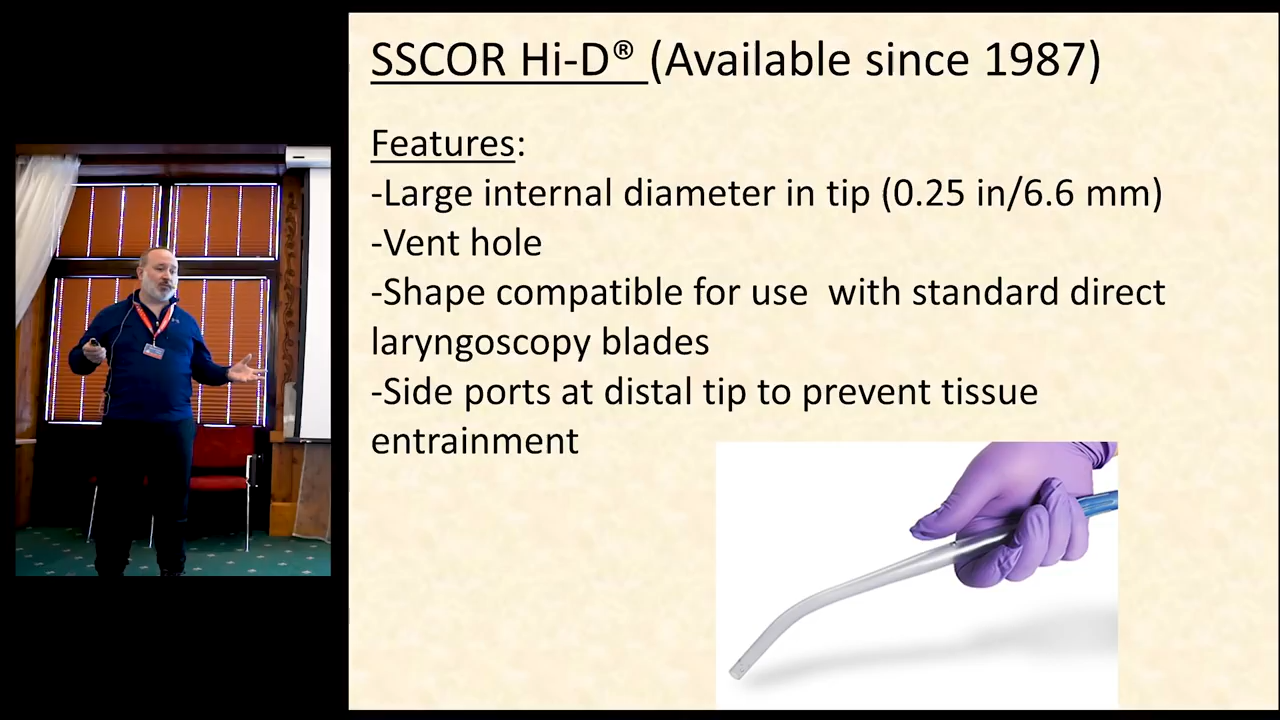 SSCOR Hi-D® (Available since 1987)
Features:
-Large internal diameter in tip (0.25 in/6.6 mm)
-Vent hole
-Shape compatible for use  with standard direct
laryngoscopy blades
-Side ports at distal tip to prevent tissue
entrainment